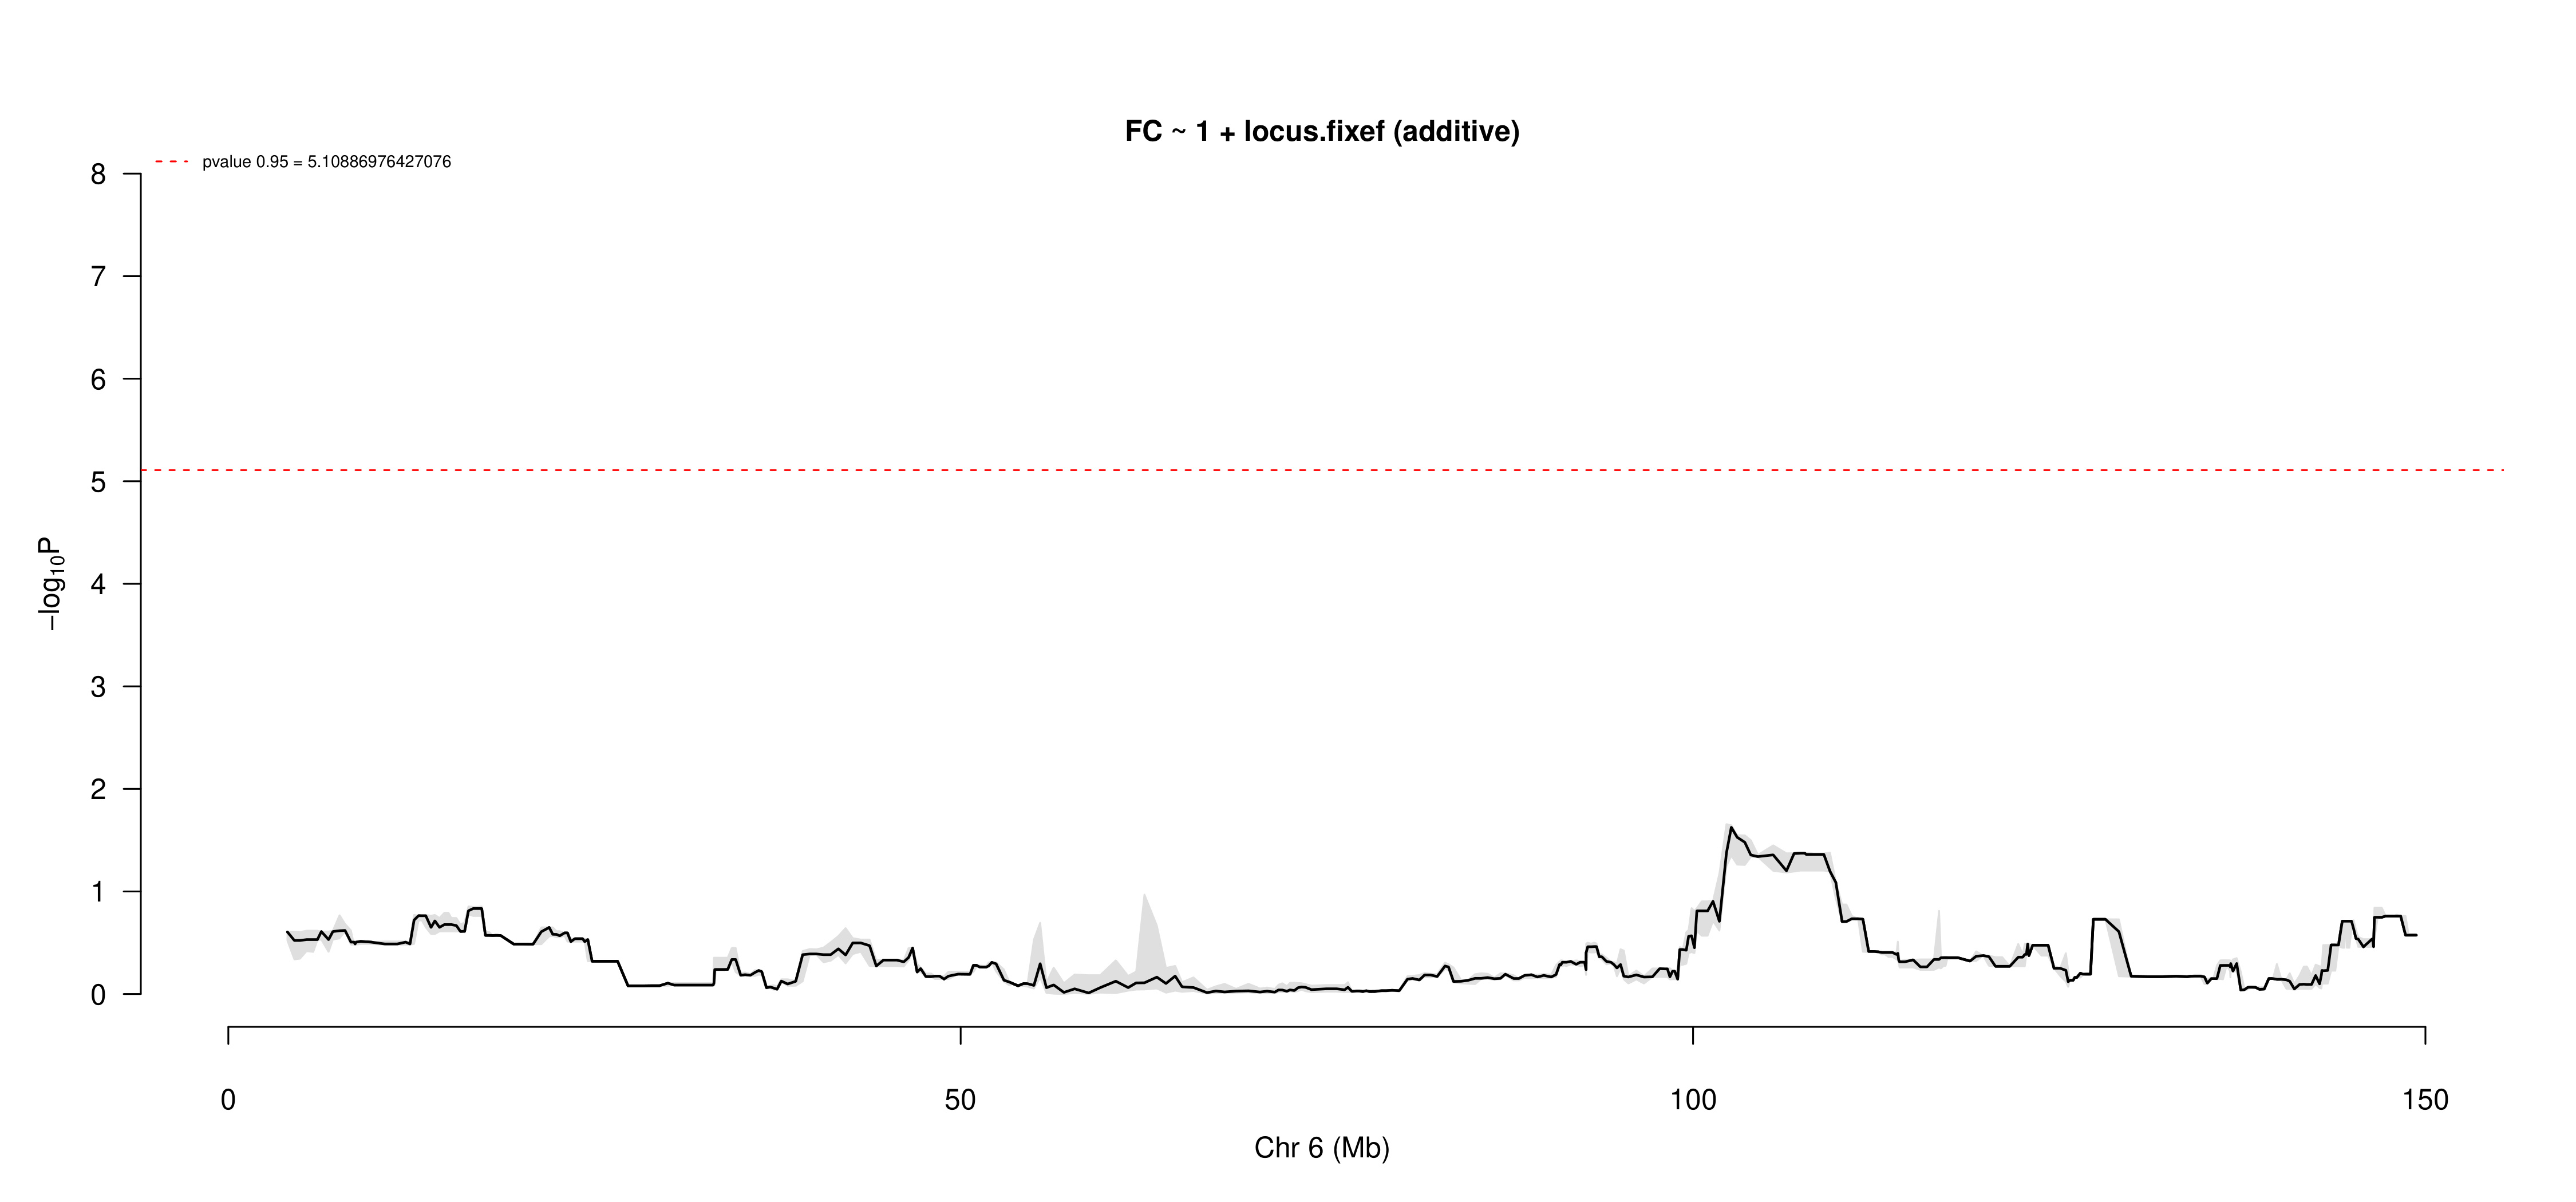 FC ~ 1 + locus.fixef (additive)
pvalue 0.95 = 5.10886976427076
8
7
6
5
4
3
2
1
0
−log10P
0 50 100 150
Chr 6 (Mb)